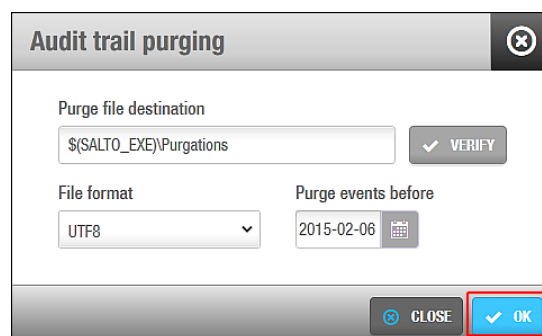 Audit trail purging
Purge file destination
$(SALTO_EXE)\Purgations
VERIFY
File format
Purge events before
UTF8
2015-02-06
CLOSE
OK